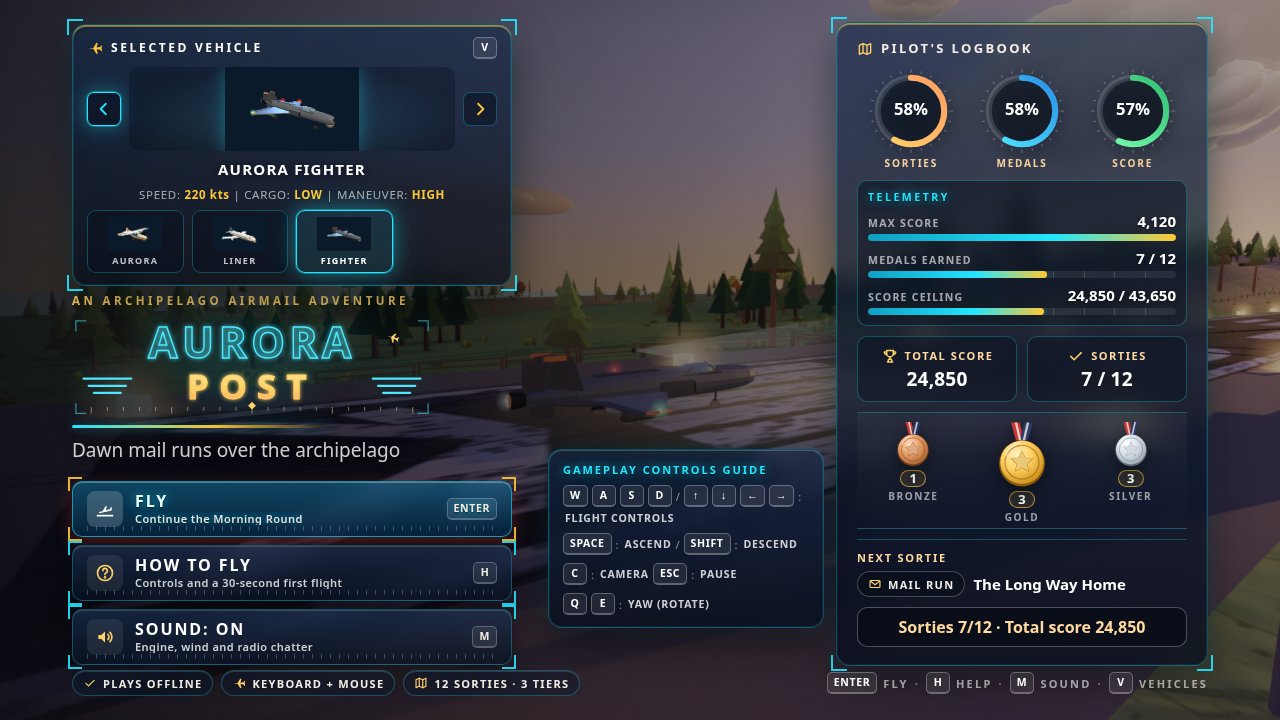 SELECTED VEHICLE
V
AURORA FIGHTER
SPEED: 220 kts | CARGO: LOW | MANEUVER: HIGH
AURORA
LINER
FIGHTER
AN ARCHIPELAGO AIRMAIL ADVENTURE
AURORA
POST
Dawn mail runs over the archipelago
FLY
Continue the Morning Round
ENTER
HOW TO FLY
Controls and a 30-second first flight
H
SOUND: ON
Engine, wind and radio chatter
M
PLAYS OFFLINE
KEYBOARD + MOUSE
12 SORTIES · 3 TIERS
GAMEPLAY CONTROLS GUIDE
W A S D / ↑ ↓ ← → :
FLIGHT CONTROLS
SPACE : ASCEND / SHIFT : DESCEND
C : CAMERA ESC : PAUSE
Q E : YAW (ROTATE)
PILOT'S LOGBOOK
58% 58% 57%
SORTIES MEDALS SCORE
TELEMETRY
MAX SCORE 4,120
MEDALS EARNED 7 / 12
SCORE CEILING 24,850 / 43,650
TOTAL SCORE
24,850
SORTIES
7 / 12
1
BRONZE
3
GOLD
3
SILVER
NEXT SORTIE
MAIL RUN The Long Way Home
Sorties 7/12 · Total score 24,850
ENTER FLY · H HELP · M SOUND · V VEHICLES